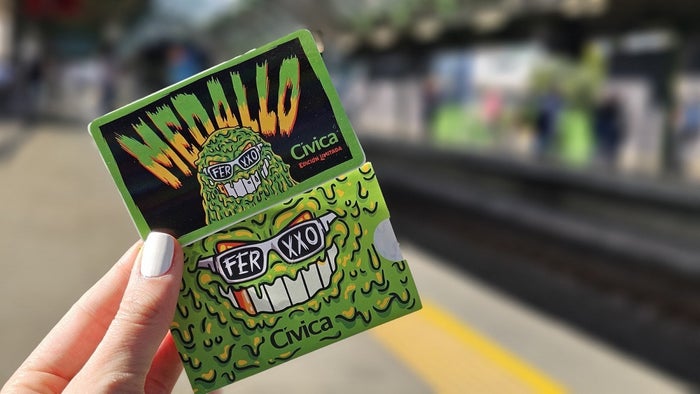 MEDALLO
Cívica
EDICIÓN LIMITADA
FER XXO
FER XXO
Cívica